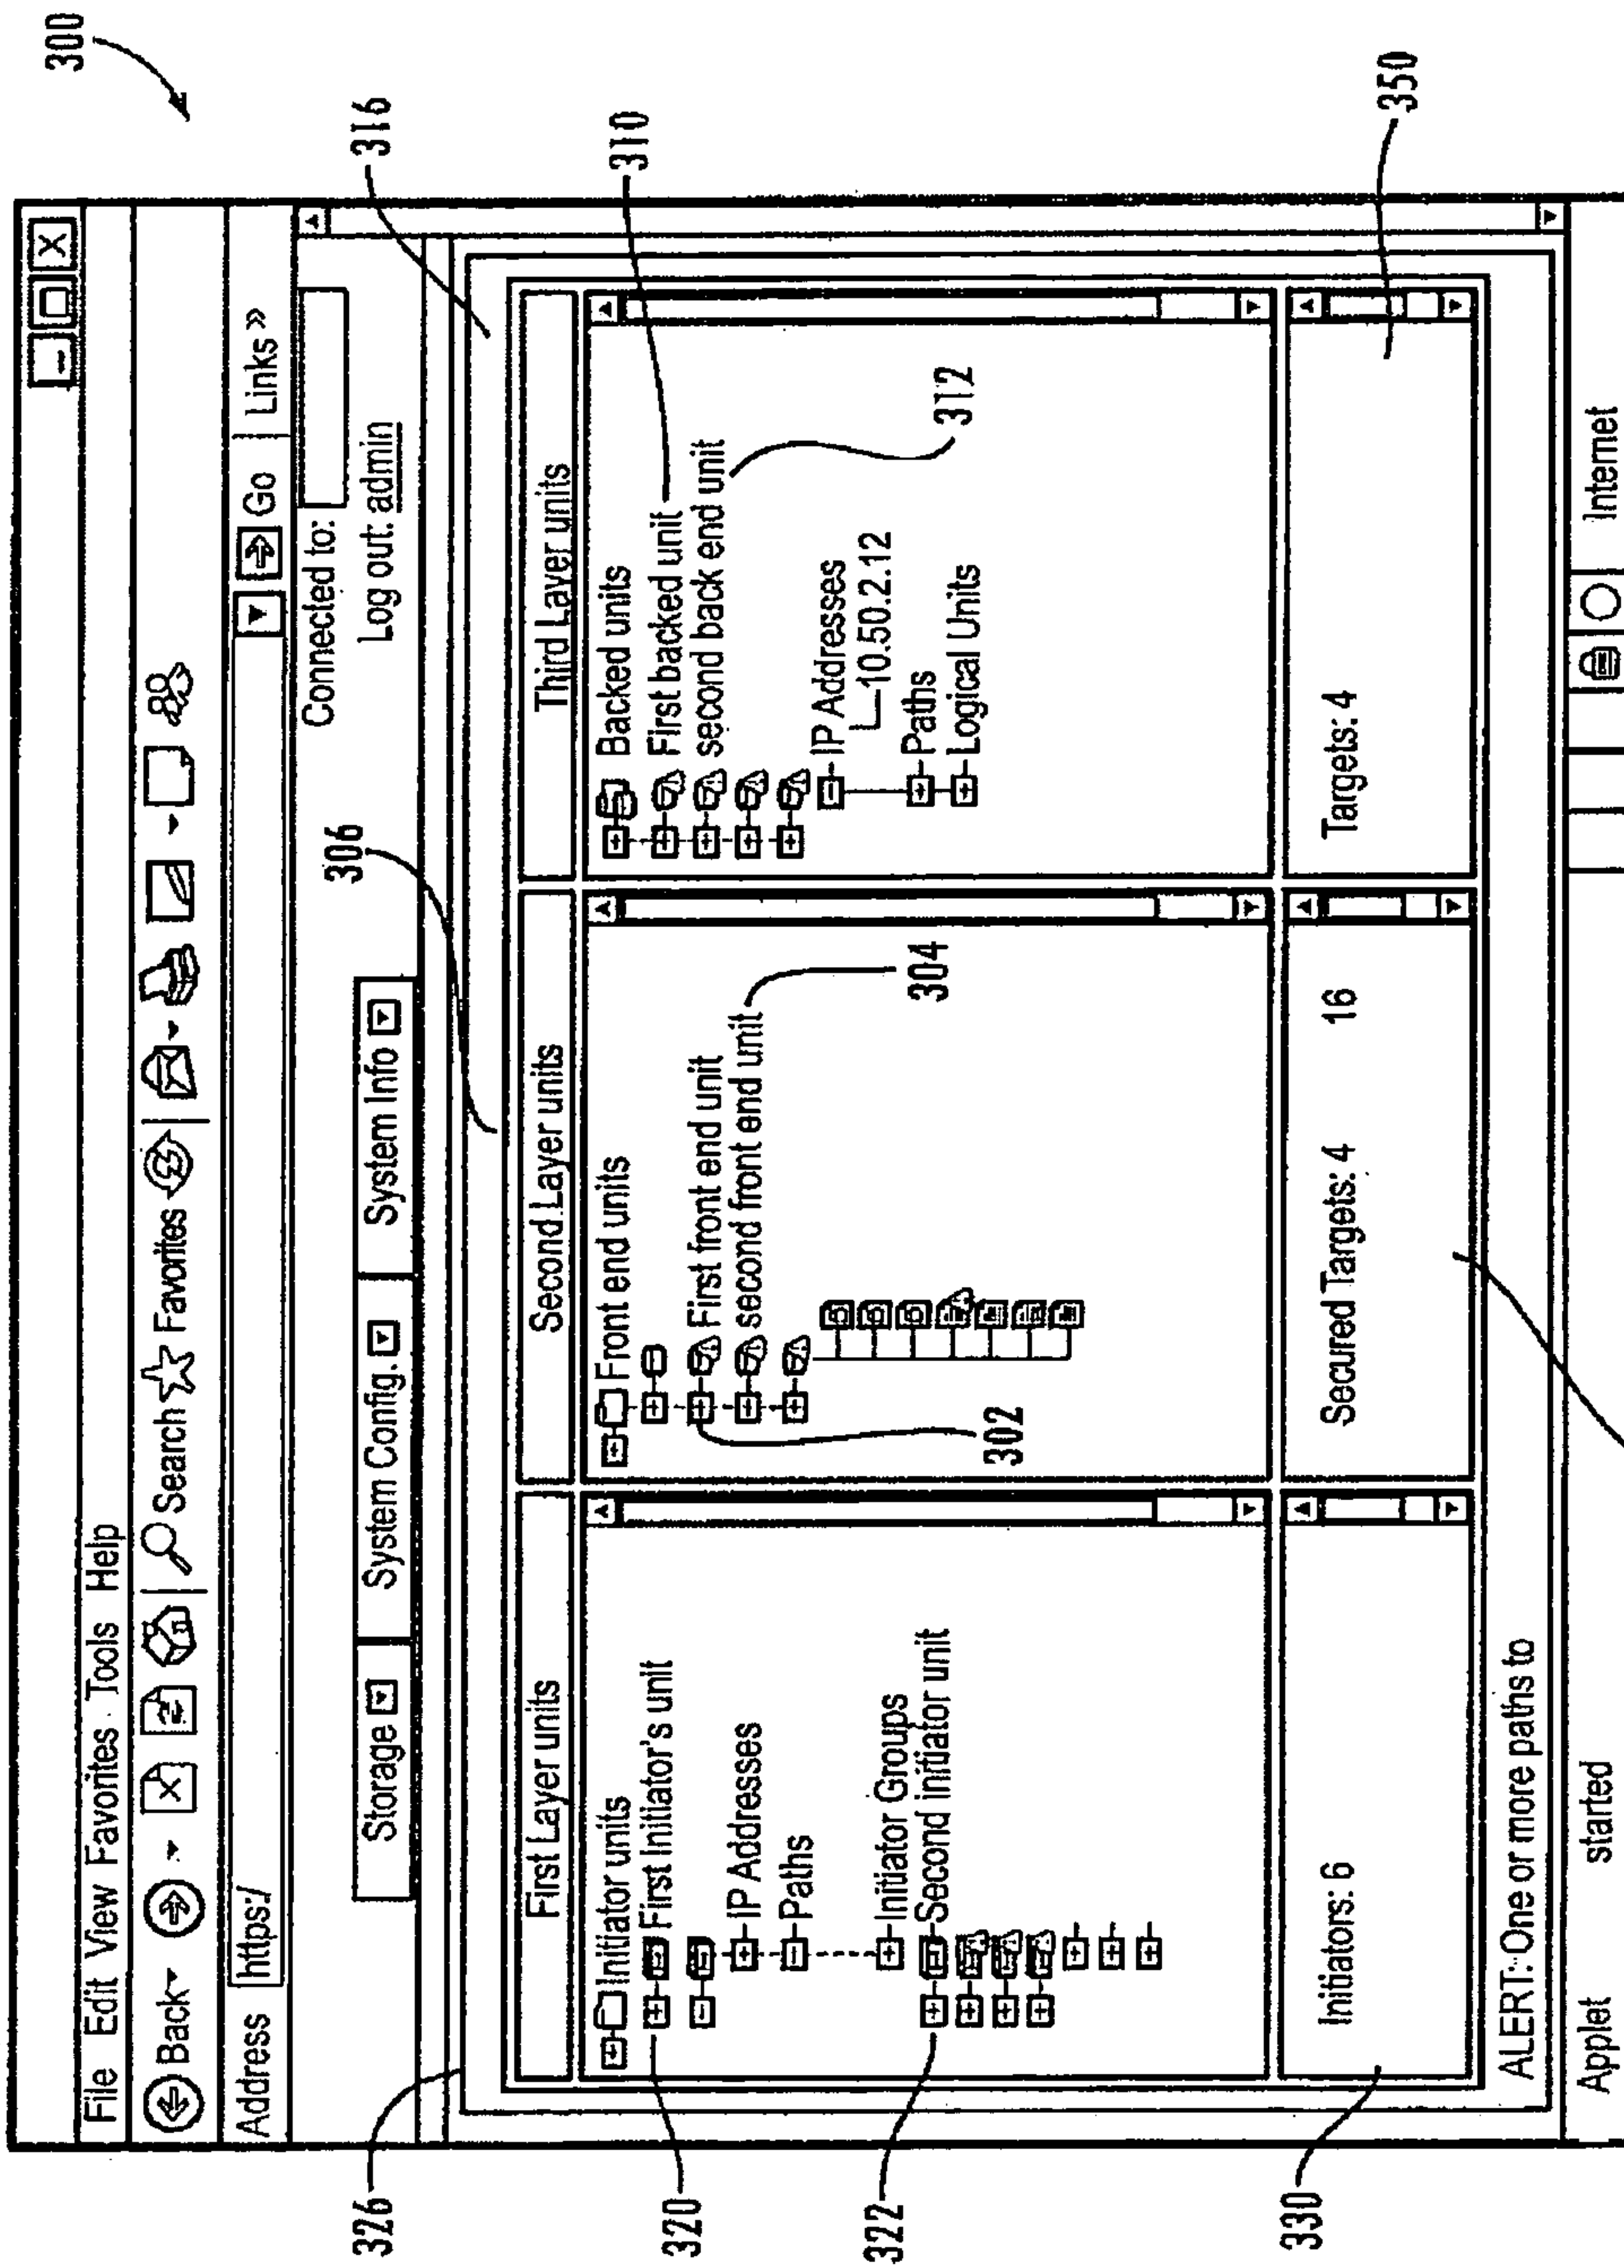 300
File Edit View Favorites Tools Help
Back Search Favorites
Address https:/ Go Links »
Connected to:
Storage System Config. System Info Log out: admin
326
306
316
First Layer units
Second Layer units
Third Layer units
Initiator units
320
First Initiator's unit
IP Addresses
Paths
Initiator Groups
322
Second initiator unit
Front end units
First front end unit
second front end unit
302
304
Backed units
First backed unit
310
second back end unit
312
IP Addresses
10.50.2.12
Paths
Logical Units
330
Initiators: 6
Secured Targets: 4 16
Targets: 4
350
ALERT: One or more paths to
Applet started Internet